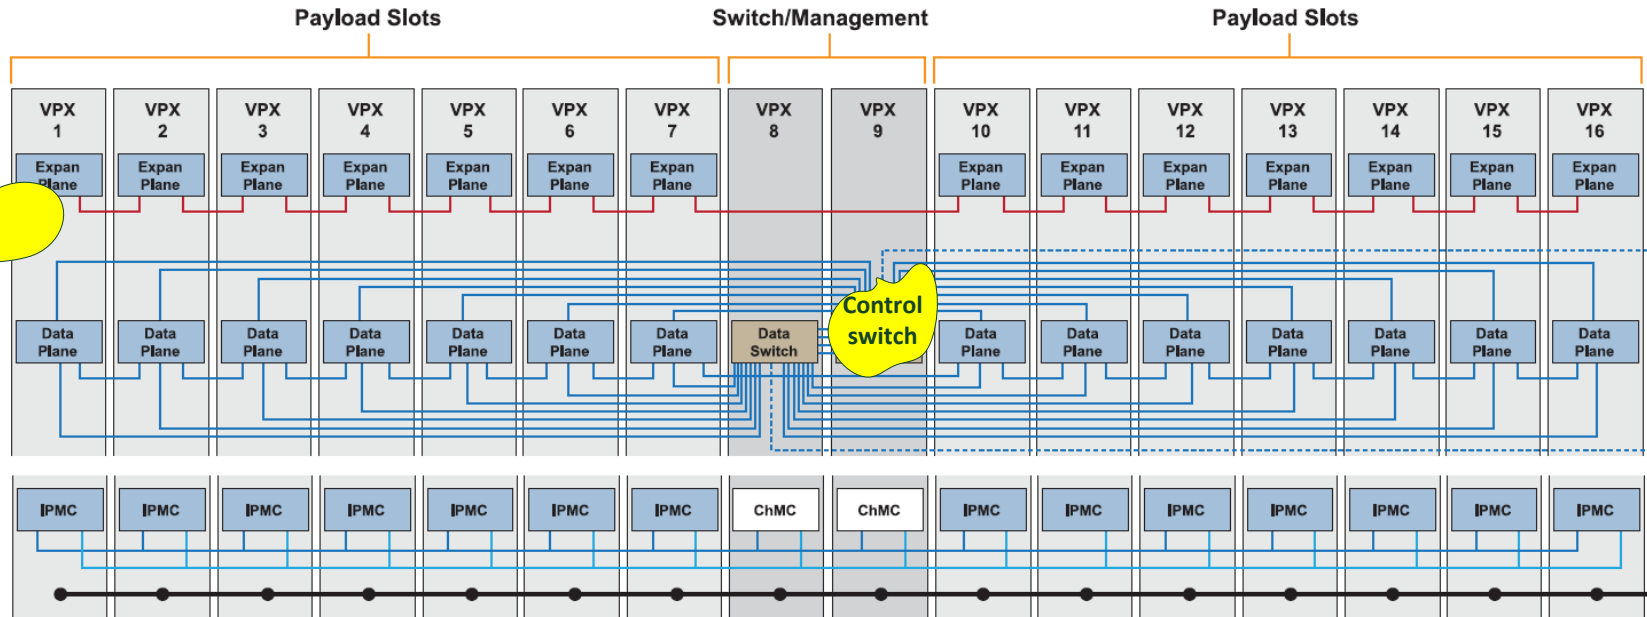 Payload Slots Switch/Management Payload Slots
VPX VPX VPX VPX VPX VPX VPX VPX VPX VPX VPX VPX VPX VPX VPX VPX
1 2 3 4 5 6 7 8 9 10 11 12 13 14 15 16
Expan Expan Expan Expan Expan Expan Expan Expan Expan Expan Expan Expan Expan Expan
Plane Plane Plane Plane Plane Plane Plane Plane Plane Plane Plane Plane Plane Plane
Control
switch
Data Data Data Data Data Data Data Data Data Data Data Data Data Data Data
Plane Plane Plane Plane Plane Plane Plane Switch Plane Plane Plane Plane Plane Plane Plane
IPMC IPMC IPMC IPMC IPMC IPMC IPMC ChMC ChMC IPMC IPMC IPMC IPMC IPMC IPMC IPMC